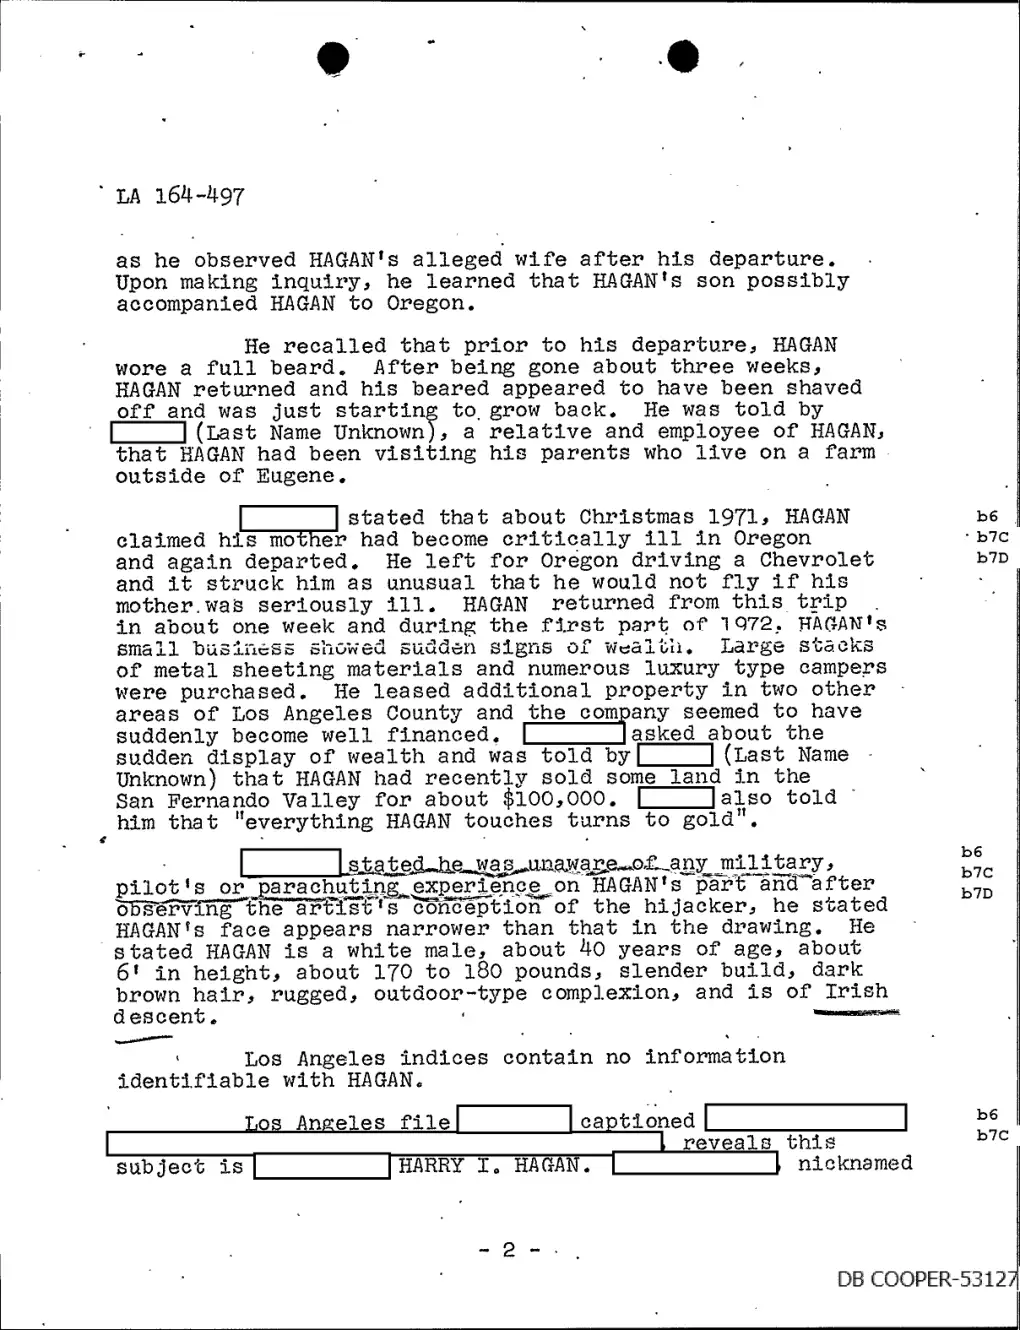 LA 164-497
as he observed HAGAN's alleged wife after his departure.
Upon making inquiry, he learned that HAGAN's son possibly
accompanied HAGAN to Oregon.
He recalled that prior to his departure, HAGAN
wore a full beard. After being gone about three weeks,
HAGAN returned and his beared appeared to have been shaved
off and was just starting to grow back. He was told by
(Last Name Unknown), a relative and employee of HAGAN,
that HAGAN had been visiting his parents who live on a farm
outside of Eugene.
stated that about Christmas 1971, HAGAN b6
claimed his mother had become critically ill in Oregon b7C
and again departed. He left for Oregon driving a Chevrolet b7D
and it struck him as unusual that he would not fly if his
mother was seriously ill. HAGAN returned from this trip
in about one week and during the first part of 1972, HAGAN's
small business showed sudden signs of wealth. Large stacks
of metal sheeting materials and numerous luxury type campers
were purchased. He leased additional property in two other
areas of Los Angeles County and the company seemed to have
suddenly become well financed. asked about the
sudden display of wealth and was told by (Last Name
Unknown) that HAGAN had recently sold some land in the
San Fernando Valley for about $100,000. also told
him that "everything HAGAN touches turns to gold".
stated he was unaware of any military, b6
pilot's or parachuting experience on HAGAN's part and after b7C
observing the artist's conception of the hijacker, he stated b7D
HAGAN's face appears narrower than that in the drawing. He
stated HAGAN is a white male, about 40 years of age, about
6' in height, about 170 to 180 pounds, slender build, dark
brown hair, rugged, outdoor-type complexion, and is of Irish
descent.
Los Angeles indices contain no information
identifiable with HAGAN.
Los Angeles file captioned b6
reveals this b7C
subject is HARRY I. HAGAN. , nicknamed
- 2 -
DB COOPER-53127